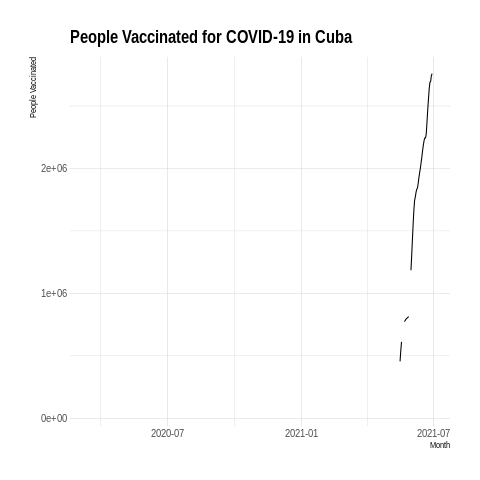 People Vaccinated for COVID-19 in Cuba
People Vaccinated
2e+06
1e+06
0e+00
2020-07
2021-01
2021-07
Month